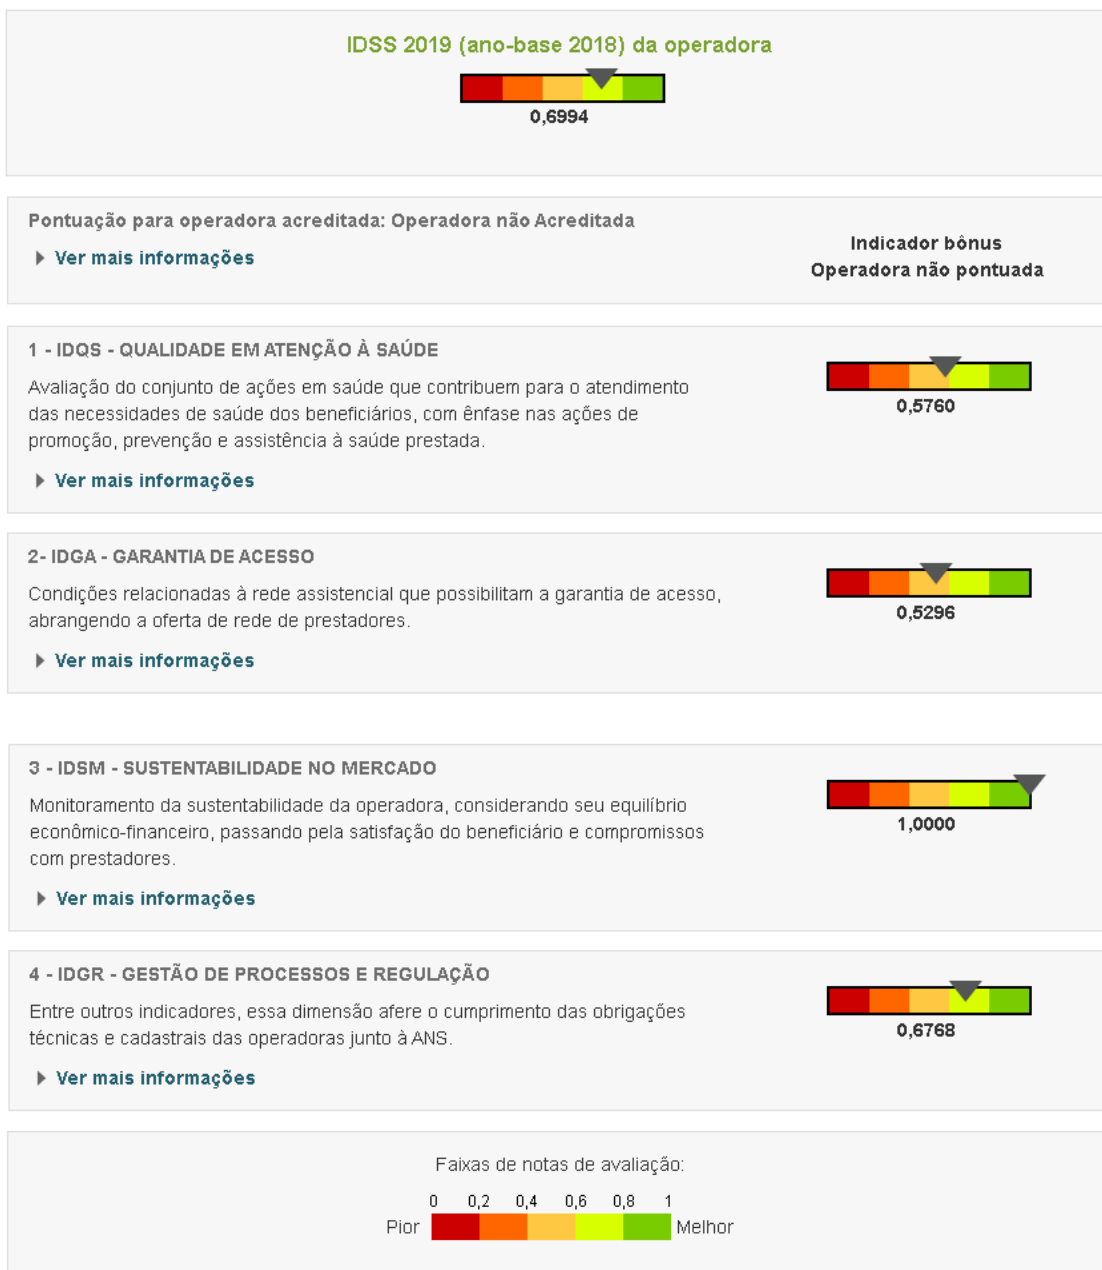 IDSS 2019 (ano-base 2018) da operadora
0,6994
Pontuação para operadora acreditada: Operadora não Acreditada
Ver mais informações
Indicador bônus
Operadora não pontuada
1 - IDQS - QUALIDADE EM ATENÇÃO À SAÚDE
Avaliação do conjunto de ações em saúde que contribuem para o atendimento
das necessidades de saúde dos beneficiários, com ênfase nas ações de
promoção, prevenção e assistência à saúde prestada.
Ver mais informações
0,5760
2- IDGA - GARANTIA DE ACESSO
Condições relacionadas à rede assistencial que possibilitam a garantia de acesso,
abrangendo a oferta de rede de prestadores.
Ver mais informações
0,5296
3 - IDSM - SUSTENTABILIDADE NO MERCADO
Monitoramento da sustentabilidade da operadora, considerando seu equilíbrio
econômico-financeiro, passando pela satisfação do beneficiário e compromissos
com prestadores.
Ver mais informações
1,0000
4 - IDGR - GESTÃO DE PROCESSOS E REGULAÇÃO
Entre outros indicadores, essa dimensão afere o cumprimento das obrigações
técnicas e cadastrais das operadoras junto à ANS.
Ver mais informações
0,6768
Faixas de notas de avaliação:
0 0,2 0,4 0,6 0,8 1
Pior Melhor